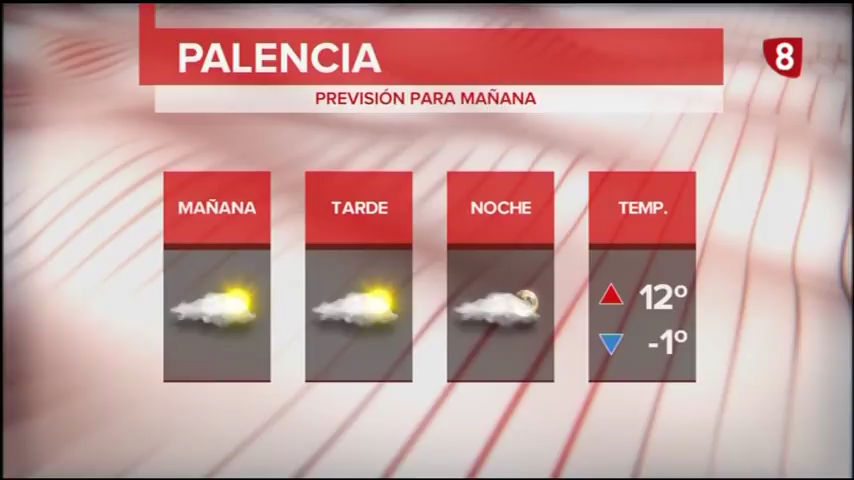 PALENCIA
8
PREVISIÓN PARA MAÑANA
MAÑANA
TARDE
NOCHE
TEMP.
12º
-1º